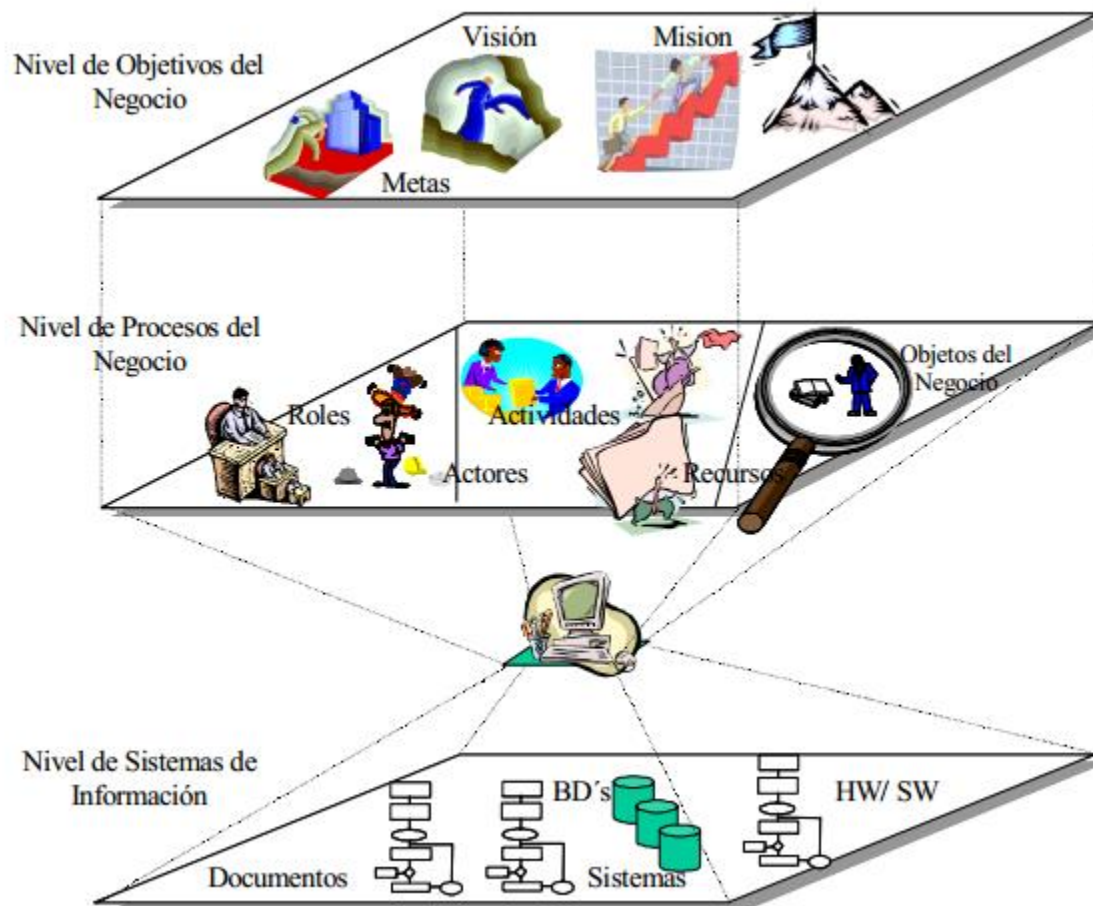 Nivel de Objetivos del
Negocio
Visión
Mision
Metas
Nivel de Procesos del
Negocio
Roles
Actores
Actividades
Recursos
Objetos del
Negocio
Nivel de Sistemas de
Información
Documentos
BD´s
Sistemas
HW/ SW